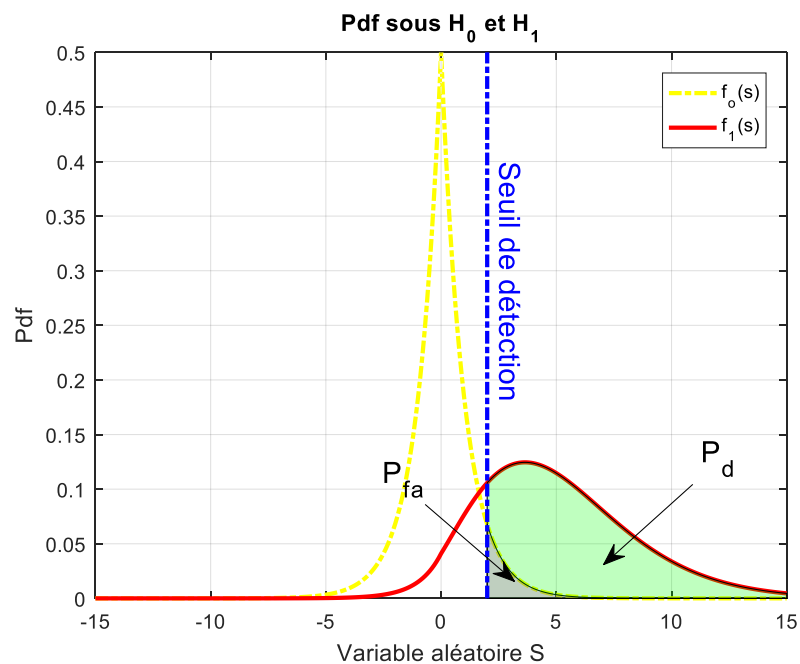 Pdf sous H0 et H1
0.5
0.45
0.4
0.35
0.3
0.25
0.2
0.15
0.1
0.05
0
Pdf
fo(s)
f1(s)
Seuil de détection
Pfa
Pd
-15
-10
-5
0
5
10
15
Variable aléatoire S